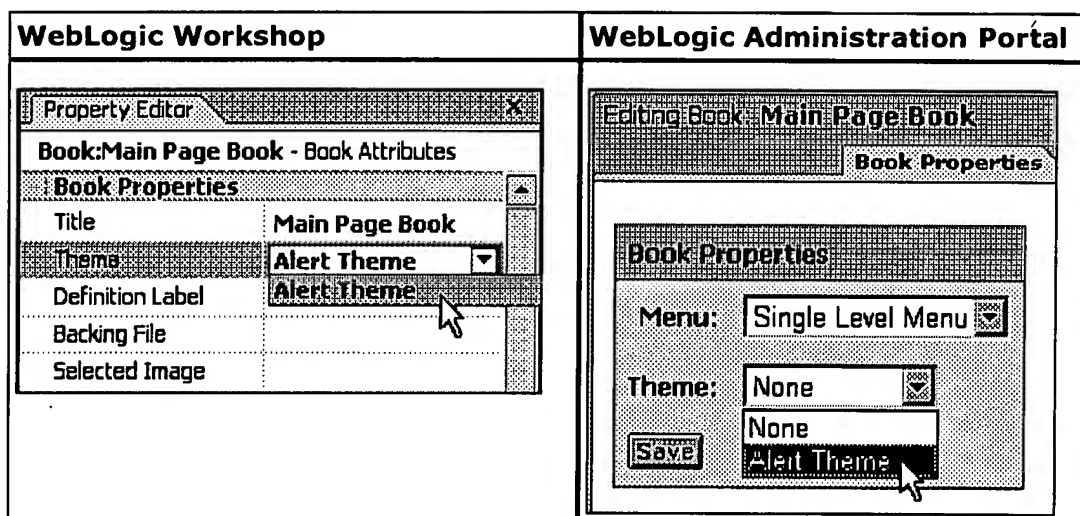 WebLogic Workshop
Property Editor X
Book:Main Page Book - Book Attributes
Book Properties
Title Main Page Book
Theme Alert Theme
Alert Theme
Definition Label
Backing File
Selected Image
WebLogic Administration Portal
Editing Book: Main Page Book
Book Properties
Book Properties
Menu: Single Level Menu
Theme: None
None
Save Alert Theme